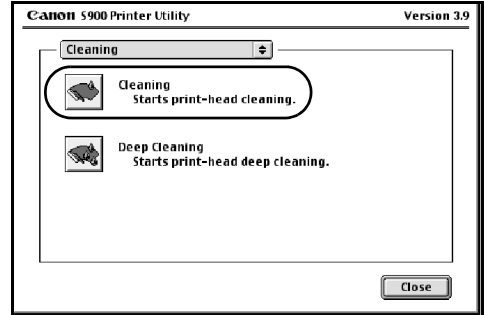 Canon S900 Printer Utility Version 3.9
Cleaning
Cleaning
Starts print-head cleaning.
Deep Cleaning
Starts print-head deep cleaning.
Close